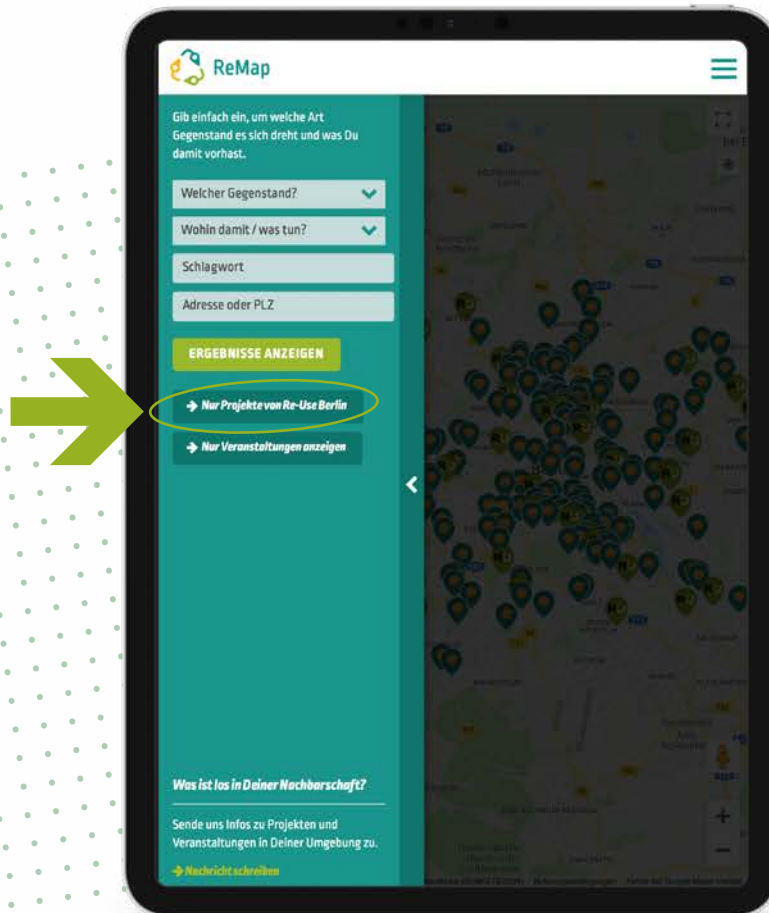 ReMap
Gib einfach ein, um welche Art
Gegenstand es sich dreht und was Du
damit vorhast.
Welcher Gegenstand?
Wohin damit / was tun?
Schlagwort
Adresse oder PLZ
ERGEBNISSE ANZEIGEN
→ Nur Projekte von Re-Use Berlin
→ Nur Veranstaltungen anzeigen
Was ist los in Deiner Nachbarschaft?
Sende uns Infos zu Projekten und
Veranstaltungen in Deiner Umgebung zu.
→ Nachricht schreiben